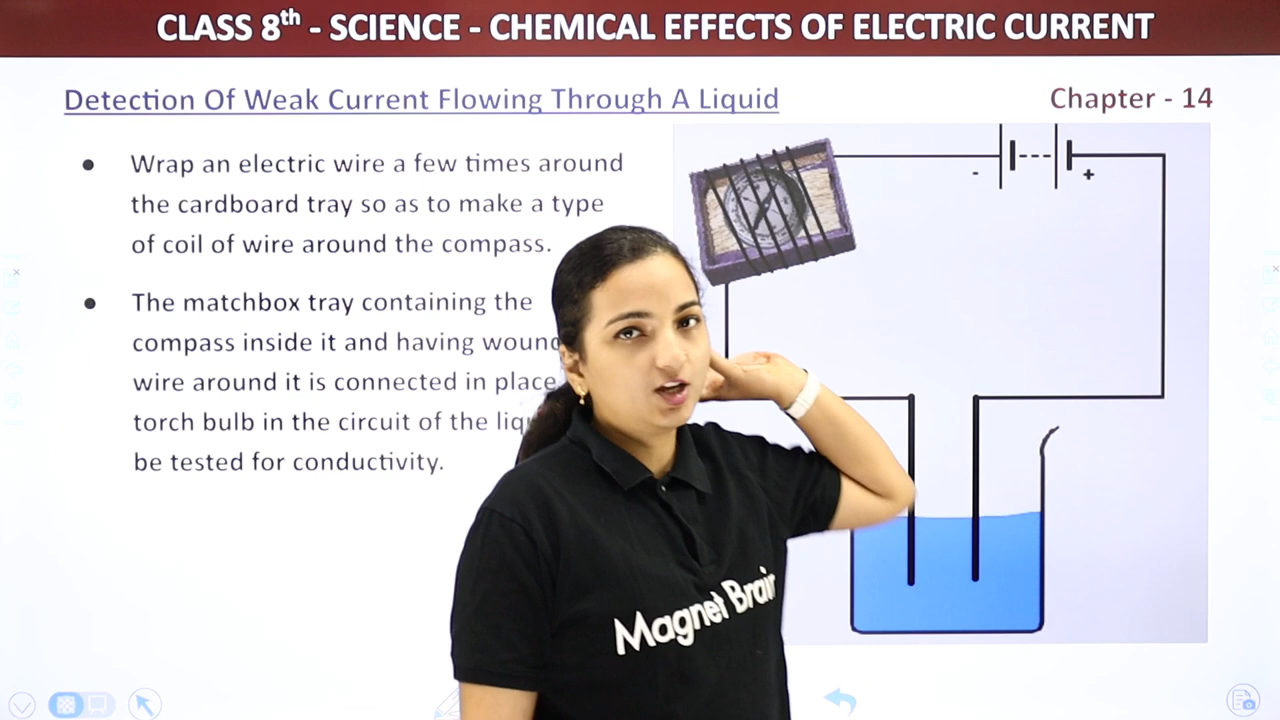 CLASS 8th - SCIENCE - CHEMICAL EFFECTS OF ELECTRIC CURRENT
Detection Of Weak Current Flowing Through A Liquid
Chapter - 14
Wrap an electric wire a few times around
the cardboard tray so as to make a type
of coil of wire around the compass.
The matchbox tray containing the
compass inside it and having
wire around it is connected in place
torch bulb in the circuit of the
be tested for conductivity.
- +
Magnet Brain